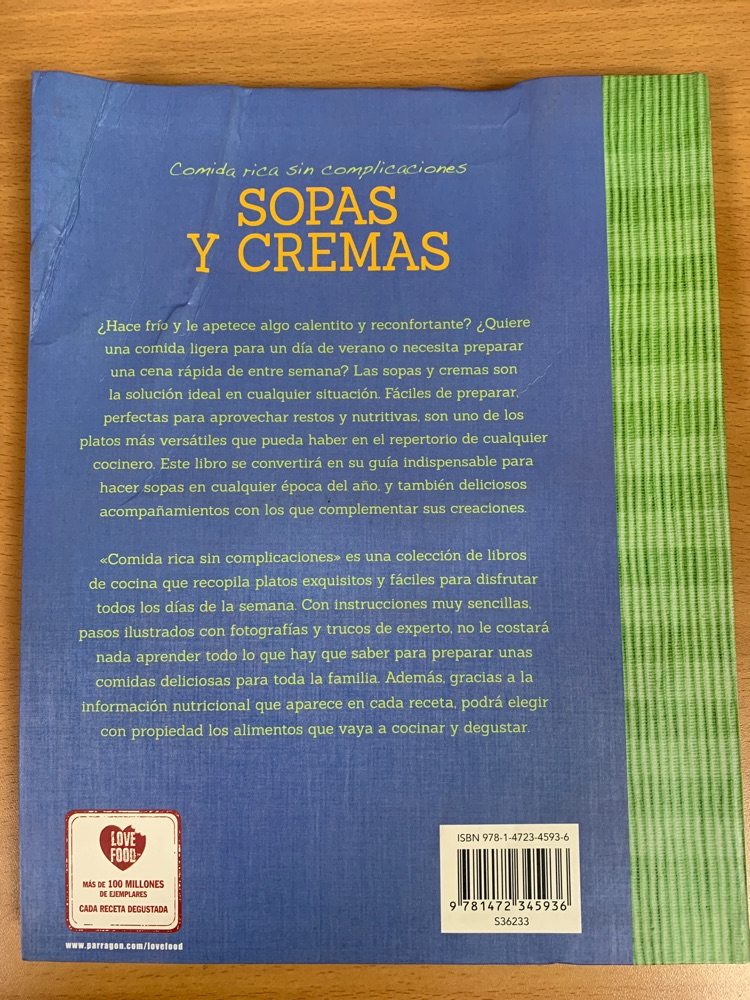 Comida rica sin complicaciones
SOPAS
Y CREMAS
¿Hace frío y le apetece algo calentito y reconfortante? ¿Quiere
una comida ligera para un día de verano o necesita preparar
una cena rápida de entre semana? Las sopas y cremas son
la solución ideal en cualquier situación. Fáciles de preparar,
perfectas para aprovechar restos y nutritivas, son uno de los
platos más versátiles que pueda haber en el repertorio de cualquier
cocinero. Este libro se convertirá en su guía indispensable para
hacer sopas en cualquier época del año, y también deliciosos
acompañamientos con los que complementar sus creaciones.
«Comida rica sin complicaciones» es una colección de libros
de cocina que recopila platos exquisitos y fáciles para disfrutar
todos los días de la semana. Con instrucciones muy sencillas,
pasos ilustrados con fotografías y trucos de experto, no le costará
nada aprender todo lo que hay que saber para preparar unas
comidas deliciosas para toda la familia. Además, gracias a la
información nutricional que aparece en cada receta, podrá elegir
con propiedad los alimentos que vaya a cocinar y degustar.
LOVE
FOOD
MÁS DE 100 MILLONES
DE EJEMPLARES
CADA RECETA DEGUSTADA
www.parragon.com/lovefood
ISBN 978-1-4723-4593-6
9 781472 345936
S36233